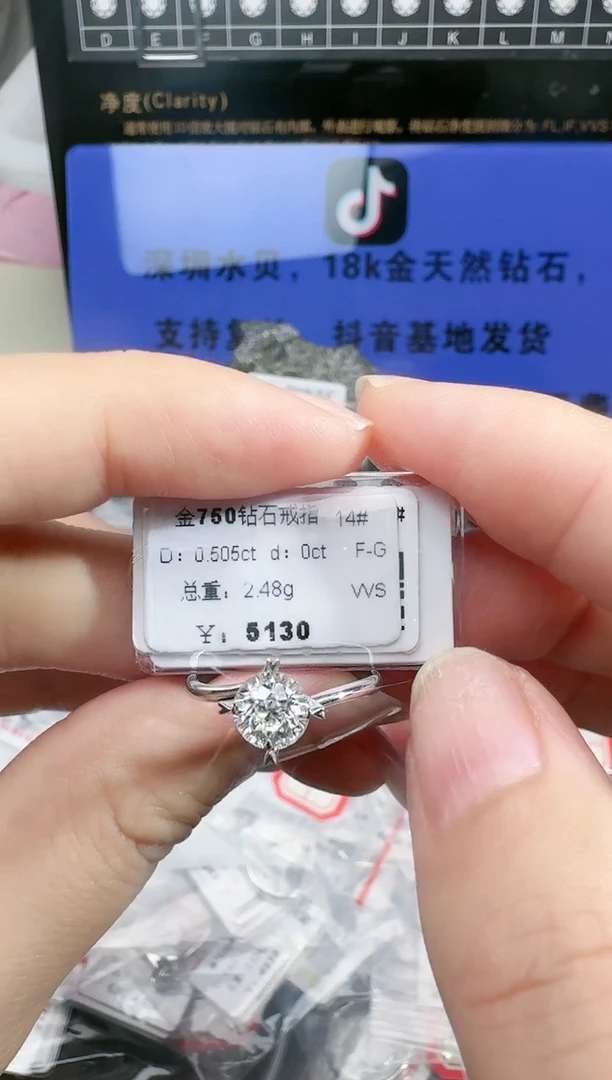 D E F G H I J K L M
净度(Clarity)
深圳水贝，18k金天然钻石，
支持复 抖音基地发货
金750钻石戒指 14#
#
D: 0.505ct d: 0ct F-G
总重: 2.48g VVS
¥: 5130